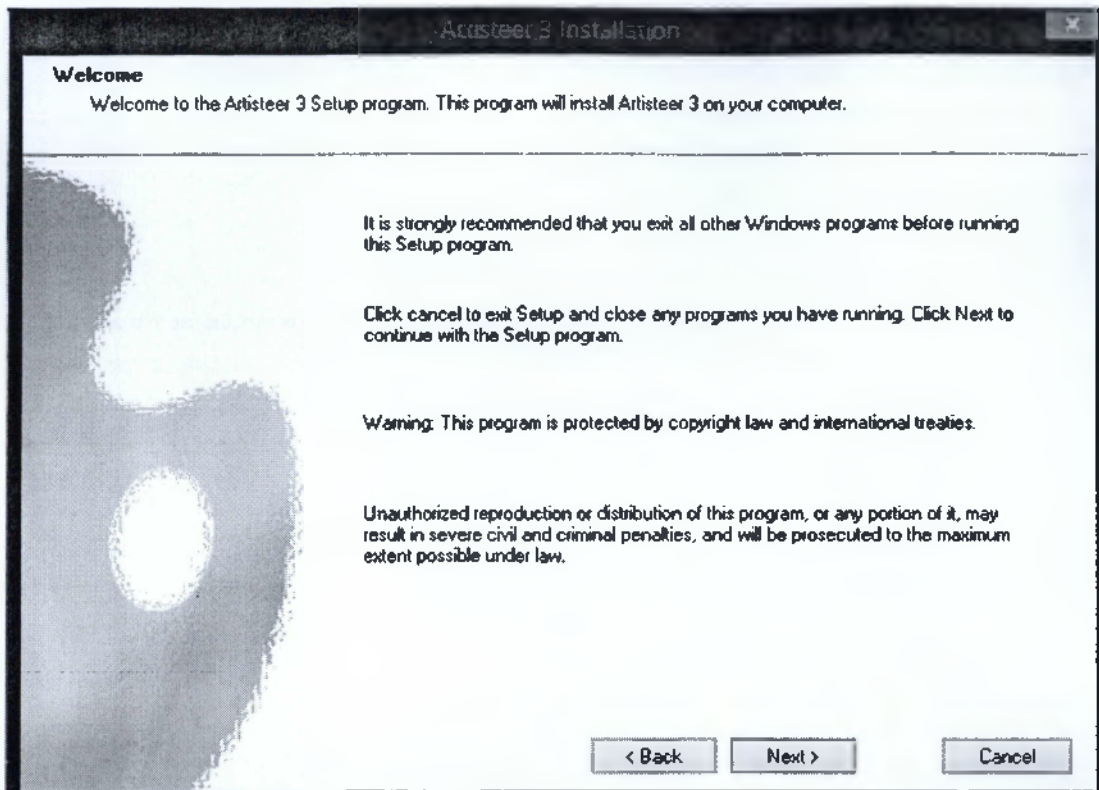 Artisteer 3 Installation
Welcome
Welcome to the Artisteer 3 Setup program. This program will install Artisteer 3 on your computer.
It is strongly recommended that you exit all other Windows programs before running
this Setup program.
Click cancel to exit Setup and close any programs you have running. Click Next to
continue with the Setup program.
Warning: This program is protected by copyright law and international treaties.
Unauthorized reproduction or distribution of this program, or any portion of it, may
result in severe civil and criminal penalties, and will be prosecuted to the maximum
extent possible under law.
< Back
Next >
Cancel